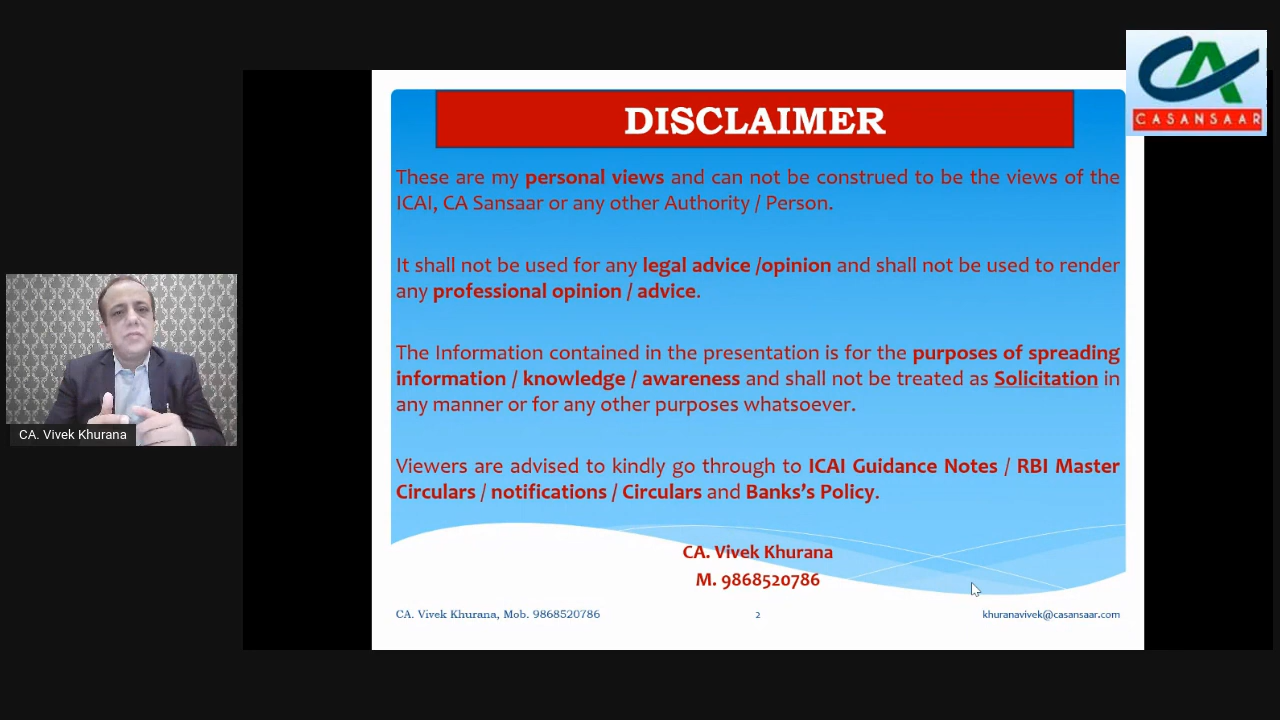 CASANSAAR
DISCLAIMER
These are my personal views and can not be construed to be the views of the
ICAI, CA Sansaar or any other Authority / Person.
It shall not be used for any legal advice /opinion and shall not be used to render
any professional opinion / advice.
The Information contained in the presentation is for the purposes of spreading
information / knowledge / awareness and shall not be treated as Solicitation in
any manner or for any other purposes whatsoever.
Viewers are advised to kindly go through to ICAI Guidance Notes / RBI Master
Circulars / notifications / Circulars and Banks's Policy.
CA. Vivek Khurana
M. 9868520786
CA. Vivek Khurana, Mob. 9868520786
2
khuranavivek@casansaar.com
CA. Vivek Khurana